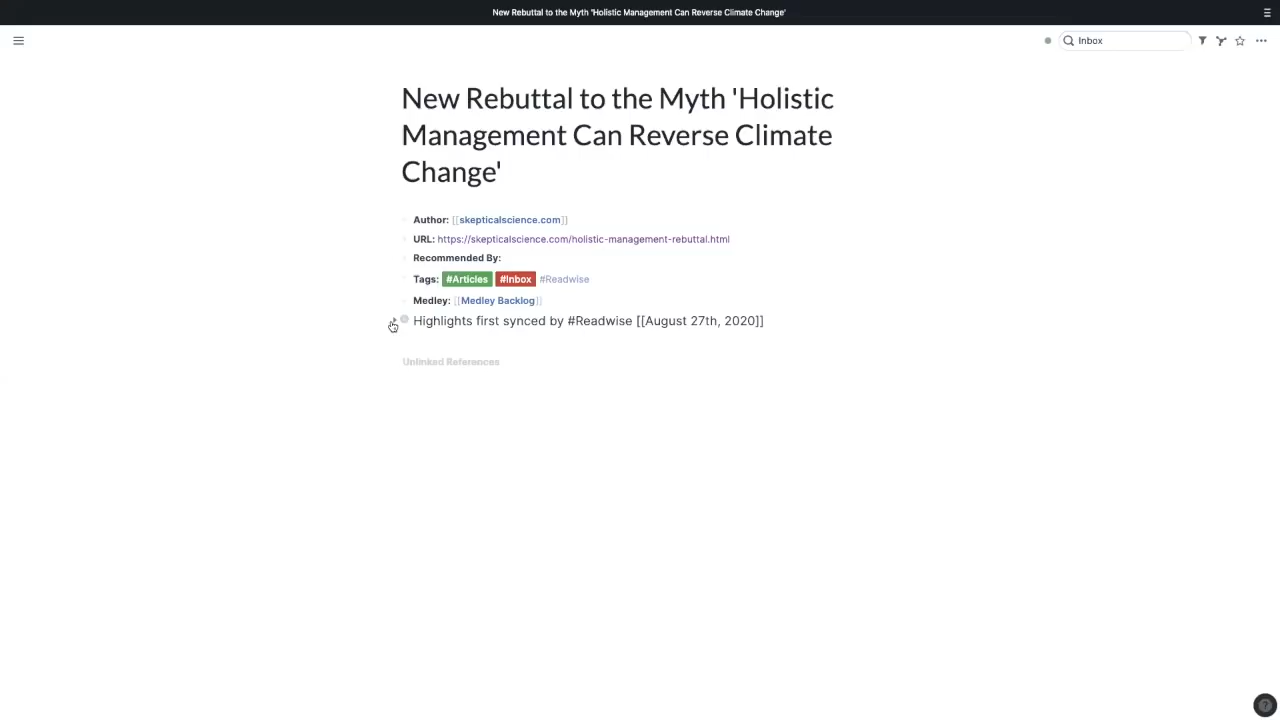 New Rebuttal to the Myth 'Holistic Management Can Reverse Climate Change'
Inbox
New Rebuttal to the Myth 'Holistic
Management Can Reverse Climate
Change'
Author: [[skepticalscience.com]]
URL: https://skepticalscience.com/holistic-management-rebuttal.html
Recommended By:
Tags: #Articles #Inbox #Readwise
Medley: [[Medley Backlog]]
Highlights first synced by #Readwise [[August 27th, 2020]]
Unlinked References
?